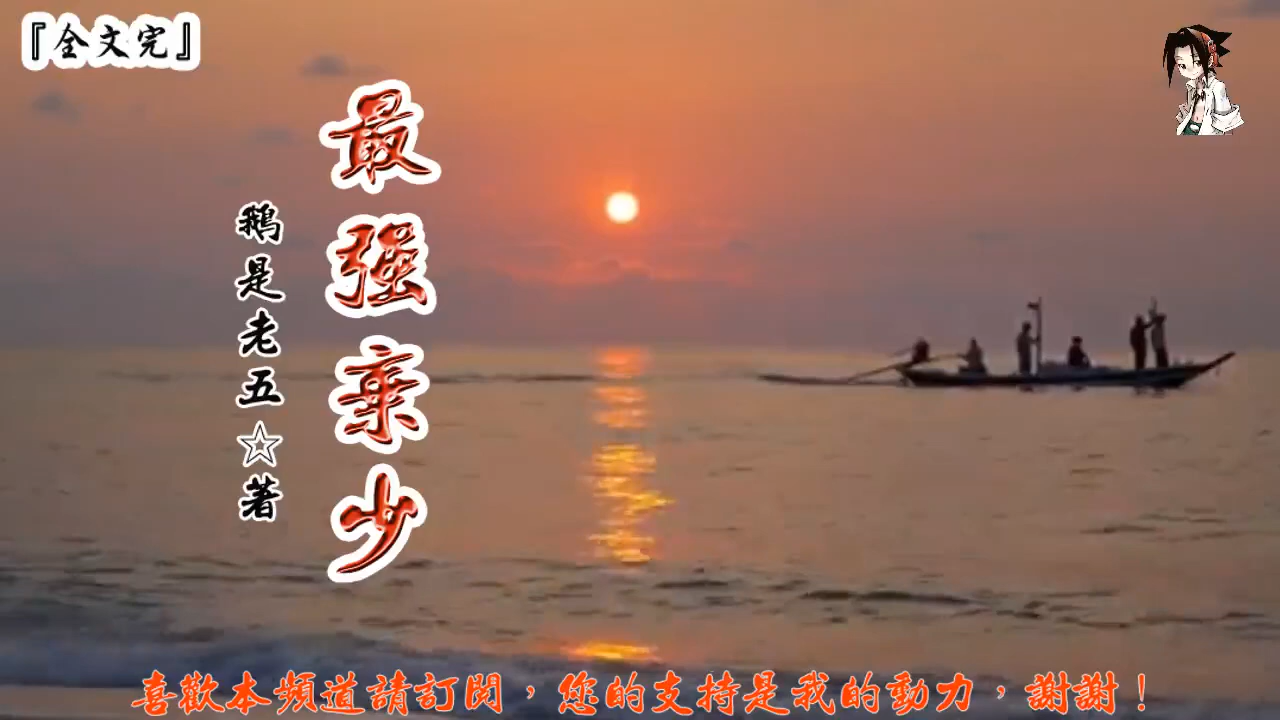 『全文完』
最強棄少
鵝是老五☆著
喜歡本頻道請訂閱，您的支持是我的動力，謝謝！